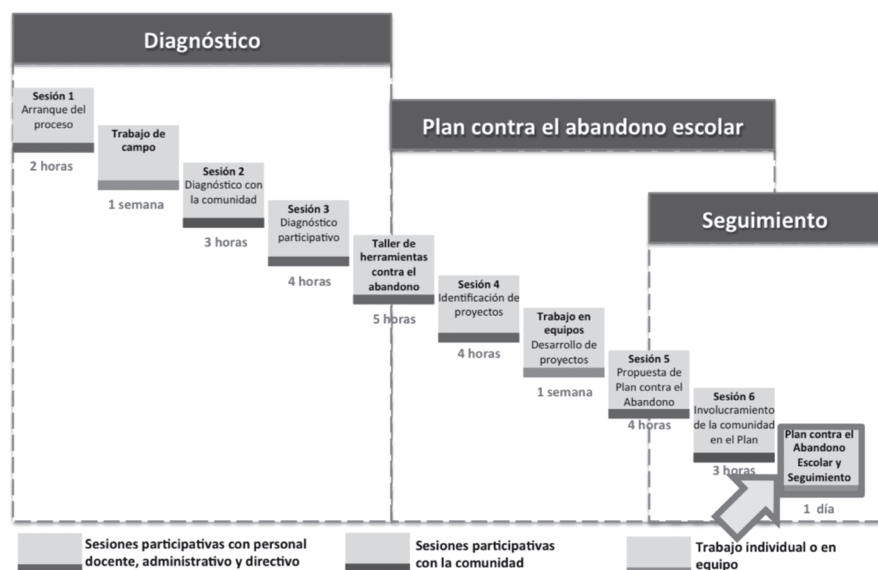 Diagnóstico
Sesión 1
Arranque del
proceso
2 horas
Trabajo de
campo
1 semana
Sesión 2
Diagnóstico con
la comunidad
3 horas
Sesión 3
Diagnóstico
participativo
4 horas
Taller de
herramientas
contra el
abandono
5 horas
Plan contra el abandono escolar
Sesión 4
Identificación de
proyectos
4 horas
Trabajo en
equipos
Desarrollo de
proyectos
1 semana
Seguimiento
Sesión 5
Propuesta de
Plan contra el
Abandono
4 horas
Sesión 6
Involucramiento
de la comunidad
en el Plan
3 horas
Plan contra el
Abandono
Escolar y
Seguimiento
1 día
Sesiones participativas con personal
docente, administrativo y directivo
Sesiones participativas
con la comunidad
Trabajo individual o en
equipo